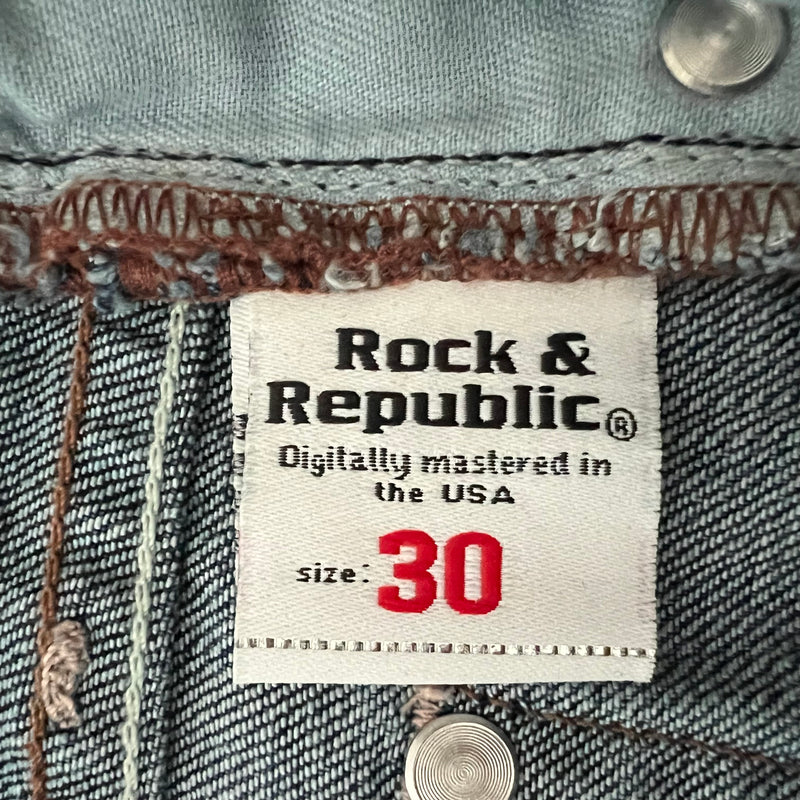 Rock &
Republic®
Digitally mastered in
the USA
size: 30